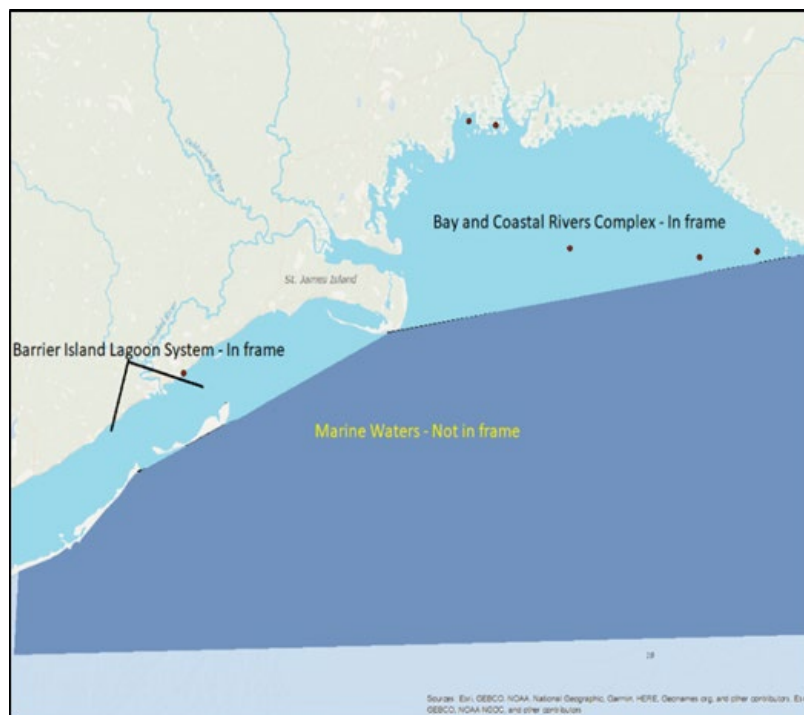 Bay and Coastal Rivers Complex - In frame
St. James Island
Barrier Island Lagoon System - In frame
Marine Waters - Not in frame
Sources: Esri, GEBCO, NOAA, National Geographic, Garmin, HERE, Geonames.org, and other contributors, Es
GEBCO, NOAA NGDC, and other contributors